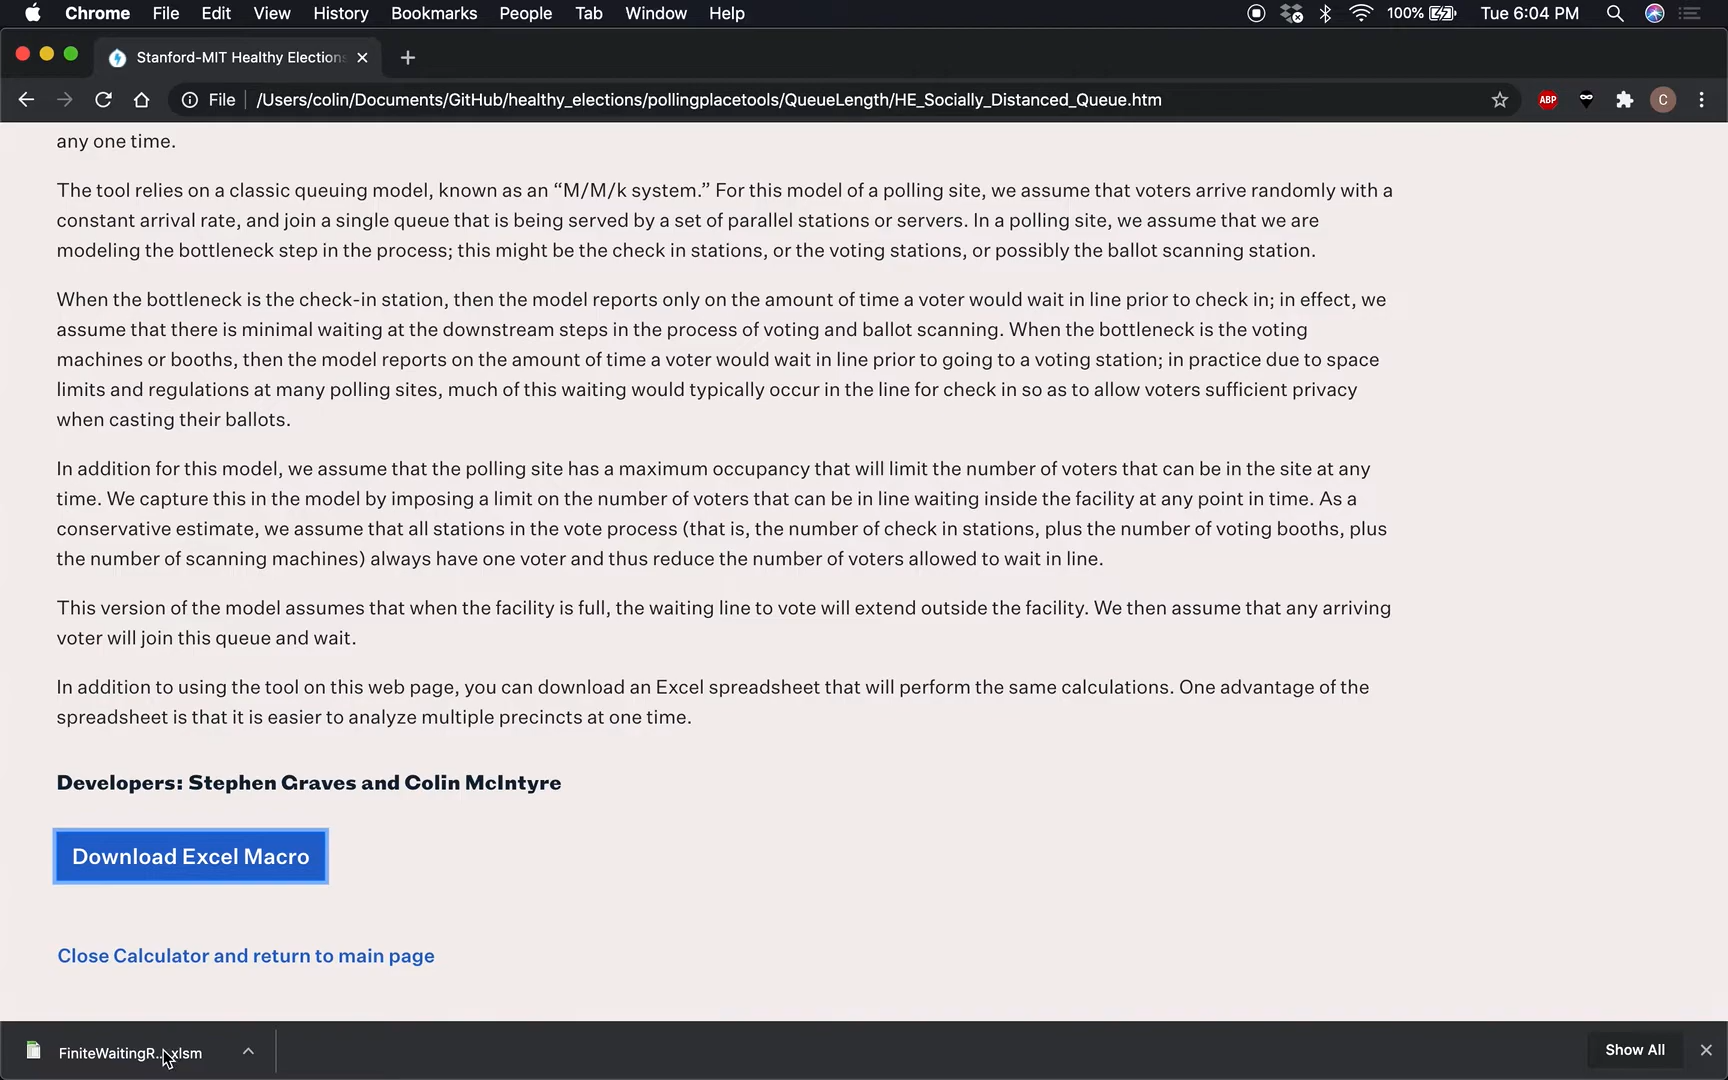 Chrome File Edit View History Bookmarks People Tab Window Help 100% Tue 6:04 PM
Stanford-MIT Healthy Elections
File /Users/colin/Documents/GitHub/healthy_elections/pollingplacetools/QueueLength/HE_Socially_Distanced_Queue.htm ABP C
any one time.
The tool relies on a classic queuing model, known as an “M/M/k system.” For this model of a polling site, we assume that voters arrive randomly with a
constant arrival rate, and join a single queue that is being served by a set of parallel stations or servers. In a polling site, we assume that we are
modeling the bottleneck step in the process; this might be the check in stations, or the voting stations, or possibly the ballot scanning station.
When the bottleneck is the check-in station, then the model reports only on the amount of time a voter would wait in line prior to check in; in effect, we
assume that there is minimal waiting at the downstream steps in the process of voting and ballot scanning. When the bottleneck is the voting
machines or booths, then the model reports on the amount of time a voter would wait in line prior to going to a voting station; in practice due to space
limits and regulations at many polling sites, much of this waiting would typically occur in the line for check in so as to allow voters sufficient privacy
when casting their ballots.
In addition for this model, we assume that the polling site has a maximum occupancy that will limit the number of voters that can be in the site at any
time. We capture this in the model by imposing a limit on the number of voters that can be in line waiting inside the facility at any point in time. As a
conservative estimate, we assume that all stations in the vote process (that is, the number of check in stations, plus the number of voting booths, plus
the number of scanning machines) always have one voter and thus reduce the number of voters allowed to wait in line.
This version of the model assumes that when the facility is full, the waiting line to vote will extend outside the facility. We then assume that any arriving
voter will join this queue and wait.
In addition to using the tool on this web page, you can download an Excel spreadsheet that will perform the same calculations. One advantage of the
spreadsheet is that it is easier to analyze multiple precincts at one time.
Developers: Stephen Graves and Colin McIntyre
Download Excel Macro
Close Calculator and return to main page
FiniteWaitingR...xlsm Show All